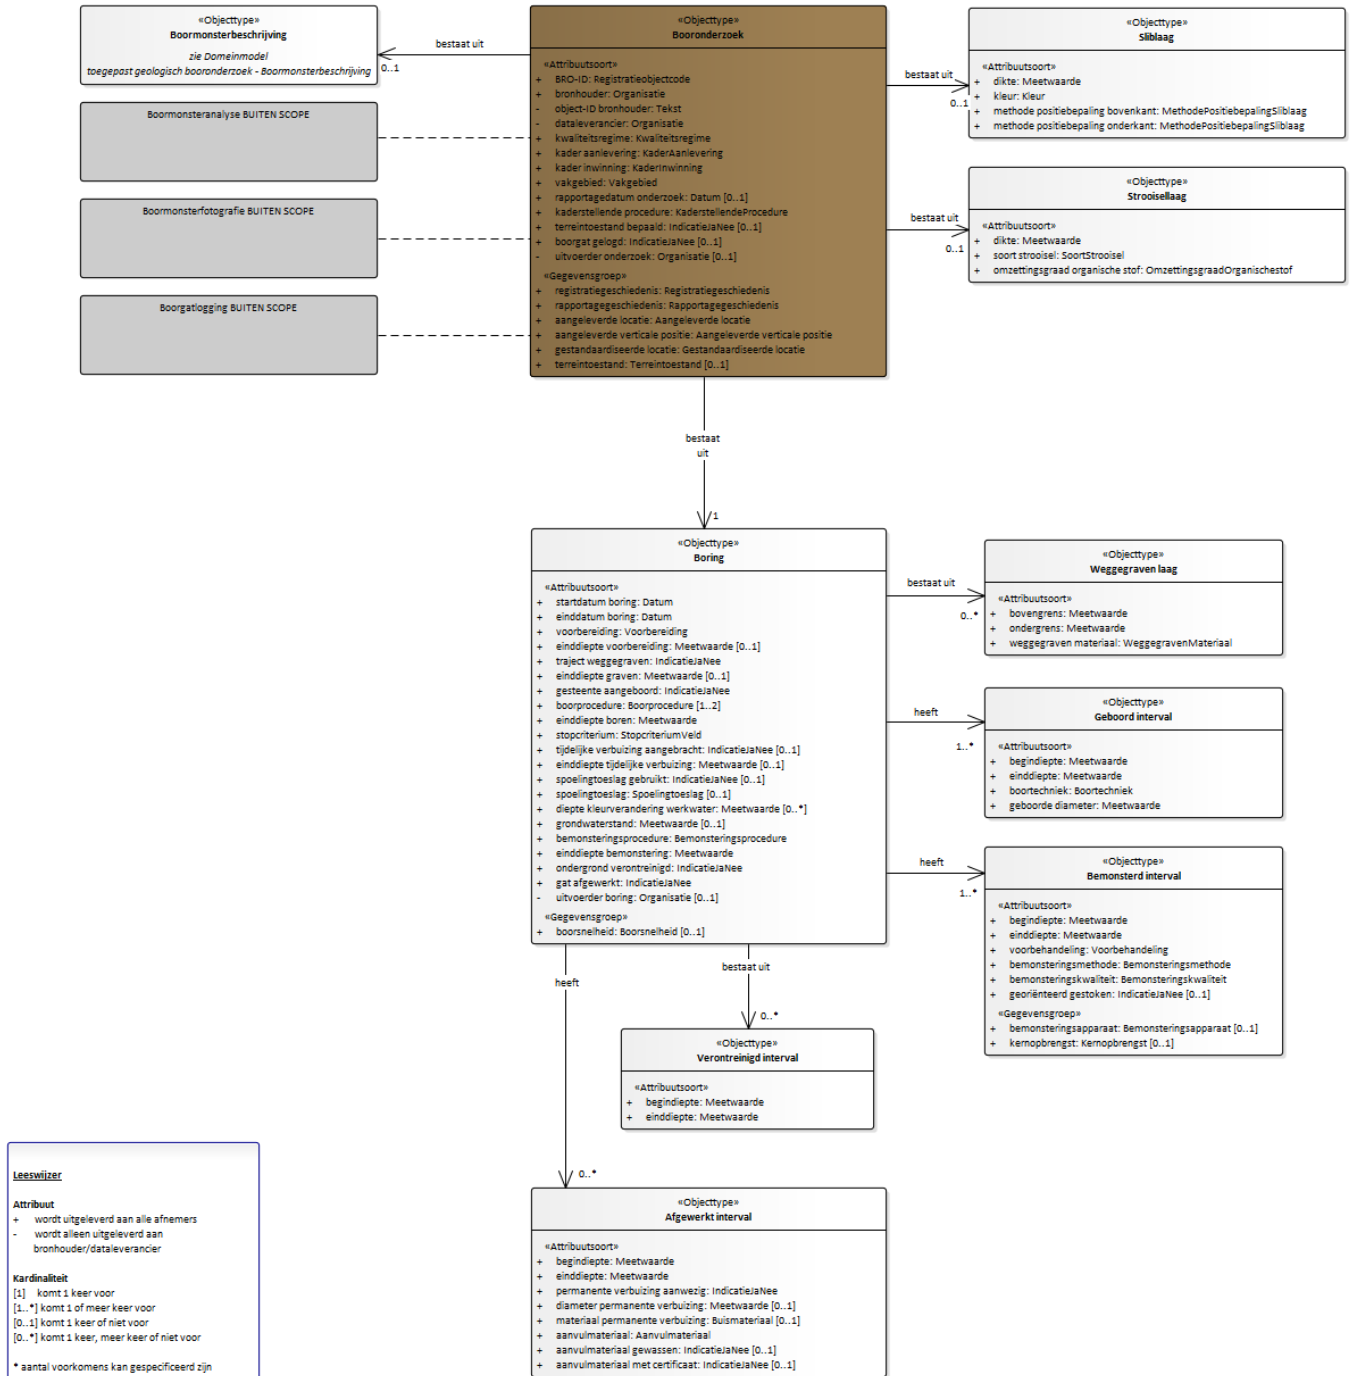 «Objecttype»
Boormonsterbeschrijving
zie Domeinmodel
toegepast geologisch booronderzoek - Boormonsterbeschrijving
bestaat uit
0..1
Boormonsteranalyse BUITEN SCOPE
Boormonsterfotografie BUITEN SCOPE
Boorgatlogging BUITEN SCOPE
«Objecttype»
Booronderzoek
«Attribuutsoort»
+ BRO-ID: Registratieobjectcode
+ bronhouder: Organisatie
- object-ID bronhouder: Tekst
- dataleverancier: Organisatie
+ kwaliteitsregime: Kwaliteitsregime
+ kader aanlevering: KaderAanlevering
+ kader inwinning: KaderInwinning
+ vakgebied: Vakgebied
+ rapportagedatum onderzoek: Datum [0..1]
+ kaderstellende procedure: KaderstellendeProcedure
+ terreintoestand bepaald: IndicatieJaNee [0..1]
+ boorgat gelogd: IndicatieJaNee [0..1]
- uitvoerder onderzoek: Organisatie [0..1]
«Gegevensgroep»
+ registratiegeschiedenis: Registratiegeschiedenis
+ rapportagegeschiedenis: Rapportagegeschiedenis
+ aangeleverde locatie: Aangeleverde locatie
+ aangeleverde verticale positie: Aangeleverde verticale positie
+ gestandaardiseerde locatie: Gestandaardiseerde locatie
+ terreintoestand: Terreintoestand [0..1]
bestaat uit
0..1
«Objecttype»
Sliblaag
«Attribuutsoort»
+ dikte: Meetwaarde
+ kleur: Kleur
+ methode positiebepaling bovenkant: MethodePositiebepalingSliblaag
+ methode positiebepaling onderkant: MethodePositiebepalingSliblaag
bestaat uit
0..1
«Objecttype»
Strooisellaag
«Attribuutsoort»
+ dikte: Meetwaarde
+ soort strooisel: SoortStrooisel
+ omzettingsgraad organische stof: OmzettingsgraadOrganischestof
bestaat
uit
1
«Objecttype»
Boring
«Attribuutsoort»
+ startdatum boring: Datum
+ einddatum boring: Datum
+ voorbereiding: Voorbereiding
+ einddiepte voorbereiding: Meetwaarde [0..1]
+ traject weggegraven: IndicatieJaNee
+ einddiepte graven: Meetwaarde [0..1]
+ gesteente aangeboord: IndicatieJaNee
+ boorprocedure: Boorprocedure [1..2]
+ einddiepte boren: Meetwaarde
+ stopcriterium: StopcriteriumVeld
+ tijdelijke verbuizing aangebracht: IndicatieJaNee [0..1]
+ einddiepte tijdelijke verbuizing: Meetwaarde [0..1]
+ spoelingtoeslag gebruikt: IndicatieJaNee [0..1]
+ spoelingtoeslag: Spoelingtoeslag [0..1]
+ diepte kleurverandering werkwater: Meetwaarde [0..*]
+ grondwaterstand: Meetwaarde [0..1]
+ bemonsteringsprocedure: Bemonsteringsprocedure
+ einddiepte bemonstering: Meetwaarde
+ ondergrond verontreinigd: IndicatieJaNee
+ gat afgewerkt: IndicatieJaNee
- uitvoerder boring: Organisatie [0..1]
«Gegevensgroep»
+ boorsnelheid: Boorsnelheid [0..1]
bestaat uit
0..*
«Objecttype»
Weggegraven laag
«Attribuutsoort»
+ bovengrens: Meetwaarde
+ ondergrens: Meetwaarde
+ weggegraven materiaal: WeggegravenMateriaal
heeft
1..*
«Objecttype»
Geboord interval
«Attribuutsoort»
+ begindiepte: Meetwaarde
+ einddiepte: Meetwaarde
+ boortechniek: Boortechniek
+ geboorde diameter: Meetwaarde
heeft
1..*
«Objecttype»
Bemonsterd interval
«Attribuutsoort»
+ begindiepte: Meetwaarde
+ einddiepte: Meetwaarde
+ voorbehandeling: Voorbehandeling
+ bemonsteringsmethode: Bemonsteringsmethode
+ bemonsteringskwaliteit: Bemonsteringskwaliteit
+ georiënteerd gestoken: IndicatieJaNee [0..1]
«Gegevensgroep»
+ bemonsteringsapparaat: Bemonsteringsapparaat [0..1]
+ kernopbrengst: Kernopbrengst [0..1]
bestaat uit
0..*
«Objecttype»
Verontreinigd interval
«Attribuutsoort»
+ begindiepte: Meetwaarde
+ einddiepte: Meetwaarde
heeft
0..*
«Objecttype»
Afgewerkt interval
«Attribuutsoort»
+ begindiepte: Meetwaarde
+ einddiepte: Meetwaarde
+ permanente verbuizing aanwezig: IndicatieJaNee
+ diameter permanente verbuizing: Meetwaarde [0..1]
+ materiaal permanente verbuizing: Buismateriaal [0..1]
+ aanvulmateriaal: Aanvulmateriaal
+ aanvulmateriaal gewassen: IndicatieJaNee [0..1]
+ aanvulmateriaal met certificaat: IndicatieJaNee [0..1]
Leeswijzer
Attribuut
+ wordt uitgeleverd aan alle afnemers
- wordt alleen uitgeleverd aan
bronhouder/dataleverancier
Kardinaliteit
[1] komt 1 keer voor
[1..*] komt 1 of meer keer voor
[0..1] komt 1 keer of niet voor
[0..*] komt 1 keer, meer keer of niet voor
* aantal voorkomens kan gespecificeerd zijn